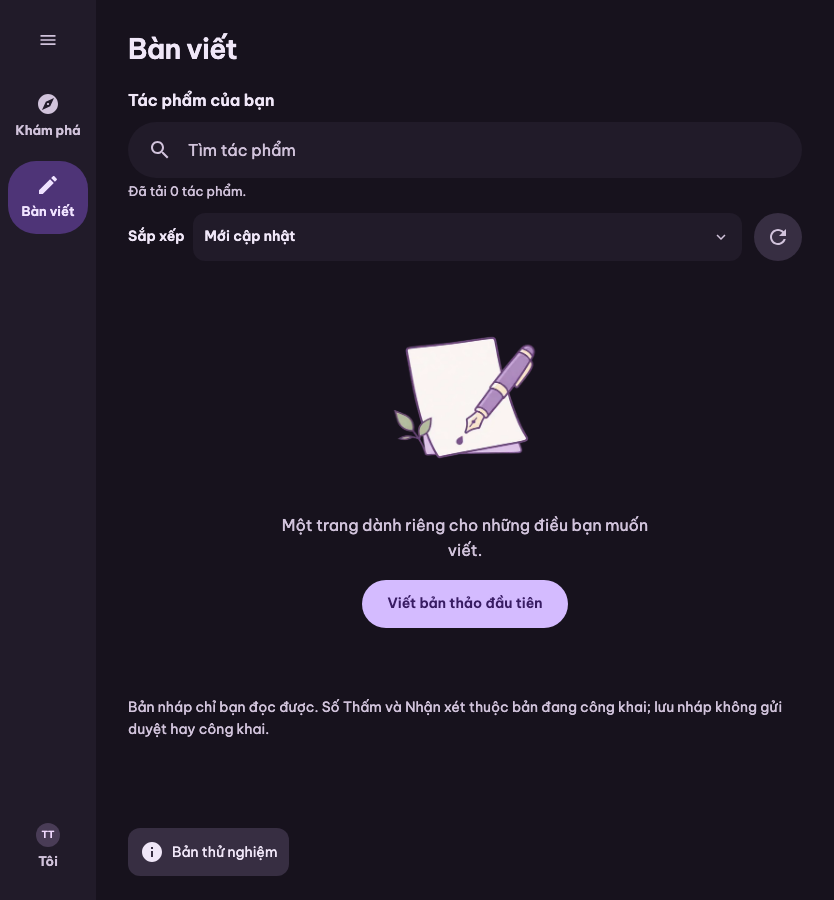 Bàn viết
Tác phẩm của bạn
Khám phá
Tìm tác phẩm
Đã tải 0 tác phẩm.
Bàn viết
Sắp xếp
Mới cập nhật
Một trang dành riêng cho những điều bạn muốn
viết.
Viết bản thảo đầu tiên
Bản nháp chỉ bạn đọc được. Số Thấm và Nhận xét thuộc bản đang công khai; lưu nháp không gửi
duyệt hay công khai.
TT
Tôi
Bản thử nghiệm